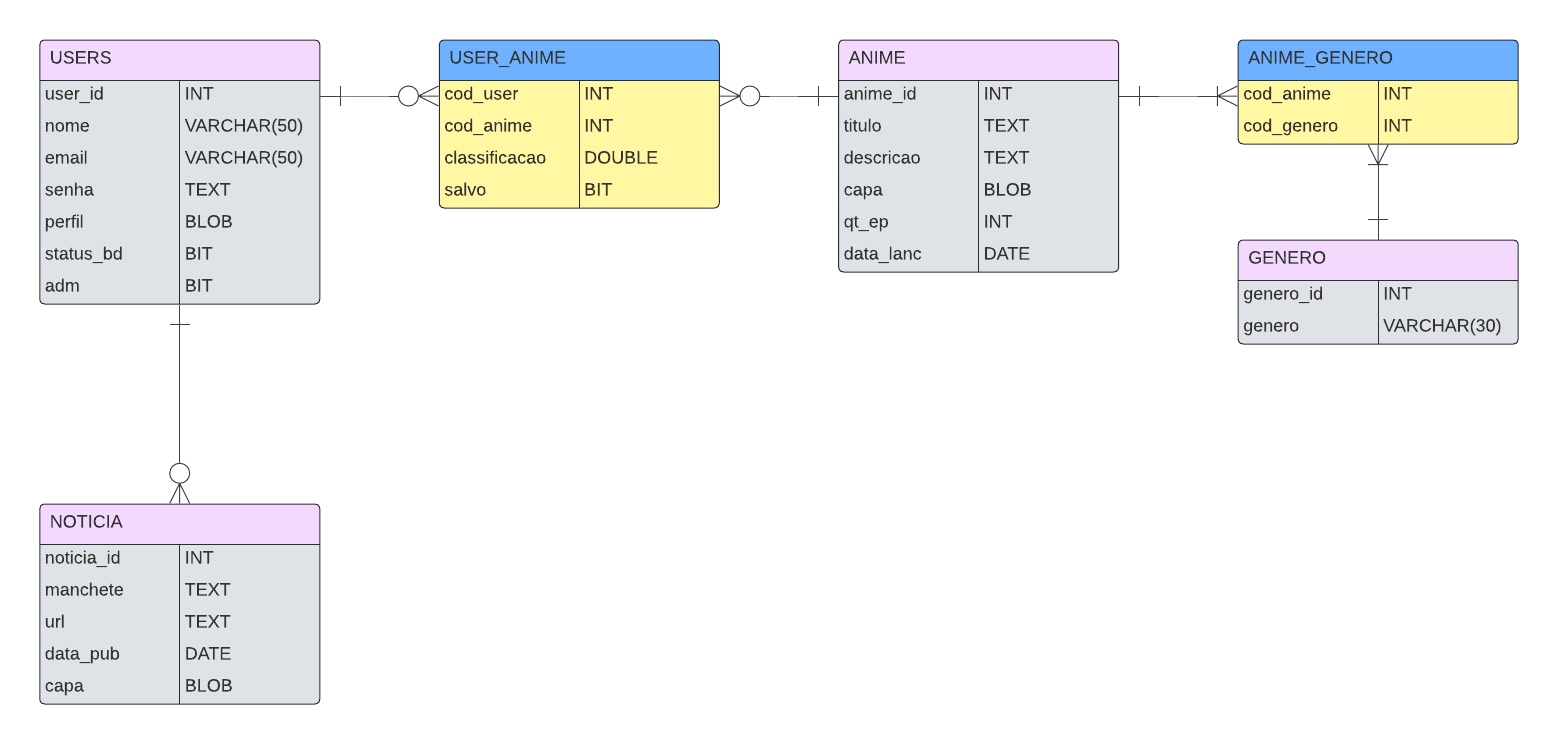 USERS
user_id INT
nome VARCHAR(50)
email VARCHAR(50)
senha TEXT
perfil BLOB
status_bd BIT
adm BIT
USER_ANIME
cod_user INT
cod_anime INT
classificacao DOUBLE
salvo BIT
ANIME
anime_id INT
titulo TEXT
descricao TEXT
capa BLOB
qt_ep INT
data_lanc DATE
ANIME_GENERO
cod_anime INT
cod_genero INT
GENERO
genero_id INT
genero VARCHAR(30)
NOTICIA
noticia_id INT
manchete TEXT
url TEXT
data_pub DATE
capa BLOB